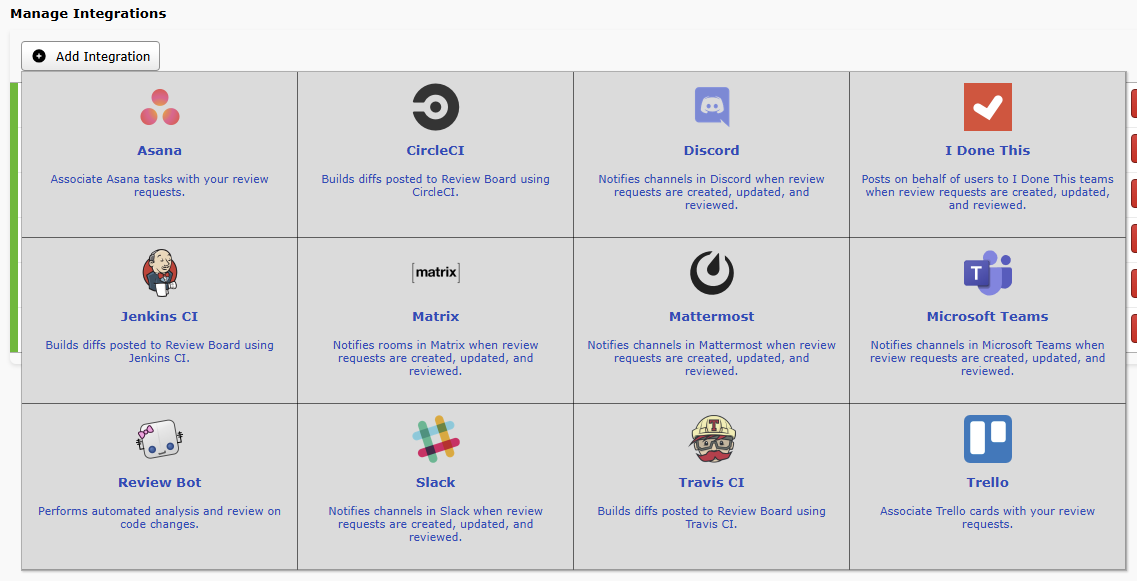 Manage Integrations
Add Integration
Asana
Associate Asana tasks with your review
requests.
CircleCI
Builds diffs posted to Review Board using
CircleCI.
Discord
Notifies channels in Discord when review
requests are created, updated, and
reviewed.
I Done This
Posts on behalf of users to I Done This teams
when review requests are created, updated,
and reviewed.
Jenkins CI
Builds diffs posted to Review Board using
Jenkins CI.
[matrix]
Matrix
Notifies rooms in Matrix when review
requests are created, updated, and
reviewed.
Mattermost
Notifies channels in Mattermost when review
requests are created, updated, and
reviewed.
T
Microsoft Teams
Notifies channels in Microsoft Teams when
review requests are created, updated, and
reviewed.
Review Bot
Performs automated analysis and review on
code changes.
Slack
Notifies channels in Slack when review
requests are created, updated, and
reviewed.
T
Travis CI
Builds diffs posted to Review Board using
Travis CI.
Trello
Associate Trello cards with your review
requests.